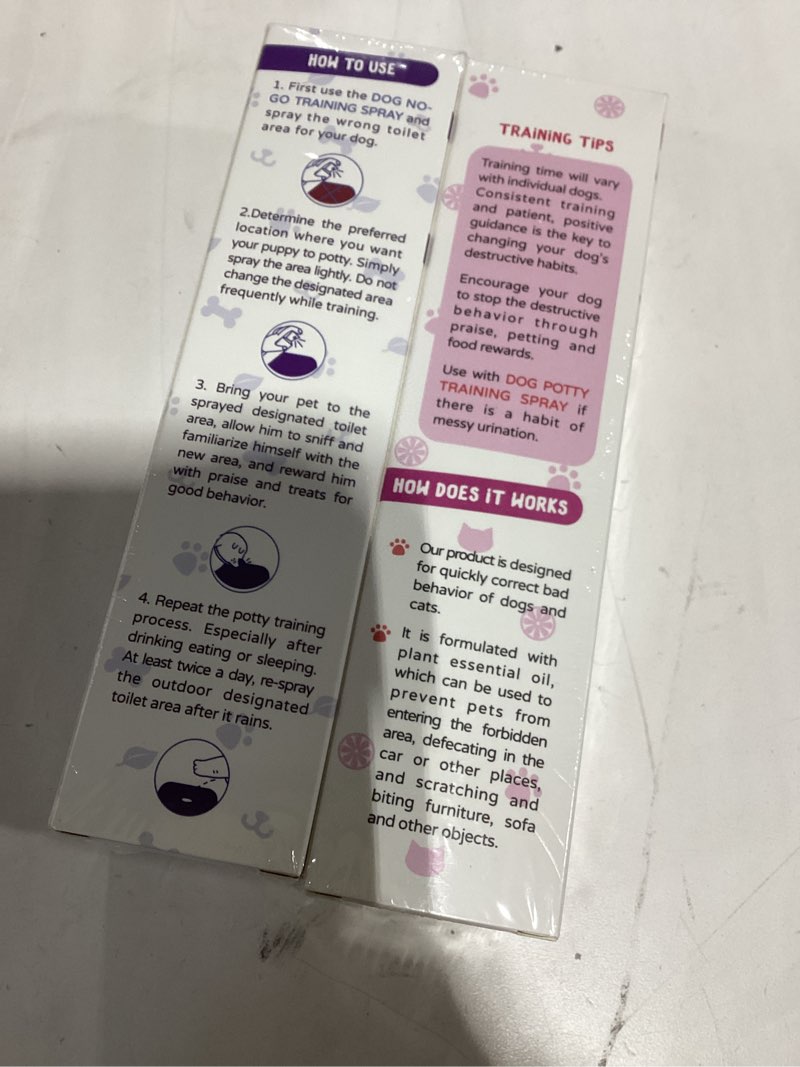 HOW TO USE
1. First use the DOG NO-
GO TRAINING SPRAY and
spray the wrong toilet
area for your dog.
2.Determine the preferred
location where you want
your puppy to potty. Simply
spray the area lightly. Do not
change the designated area
frequently while training.
3. Bring your pet to the
sprayed designated toilet
area, allow him to sniff and
familiarize himself with the
new area, and reward him
with praise and treats for
good behavior.
4. Repeat the potty training
process. Especially after
drinking eating or sleeping.
At least twice a day, re-spray
the outdoor designated
toilet area after it rains.
TRAINING TIPS
Training time will vary
with individual dogs.
Consistent training
and patient, positive
guidance is the key to
changing your dog's
destructive habits.
Encourage your dog
to stop the destructive
behavior through
praise, petting and
food rewards.
Use with DOG POTTY
TRAINING SPRAY if
there is a habit of
messy urination.
HOW DOES IT WORKS
Our product is designed
for quickly correct bad
behavior of dogs and
cats.
It is formulated with
plant essential oil,
which can be used to
prevent pets from
entering the forbidden
area, defecating in the
car or other places,
and scratching and
biting furniture, sofa
and other objects.